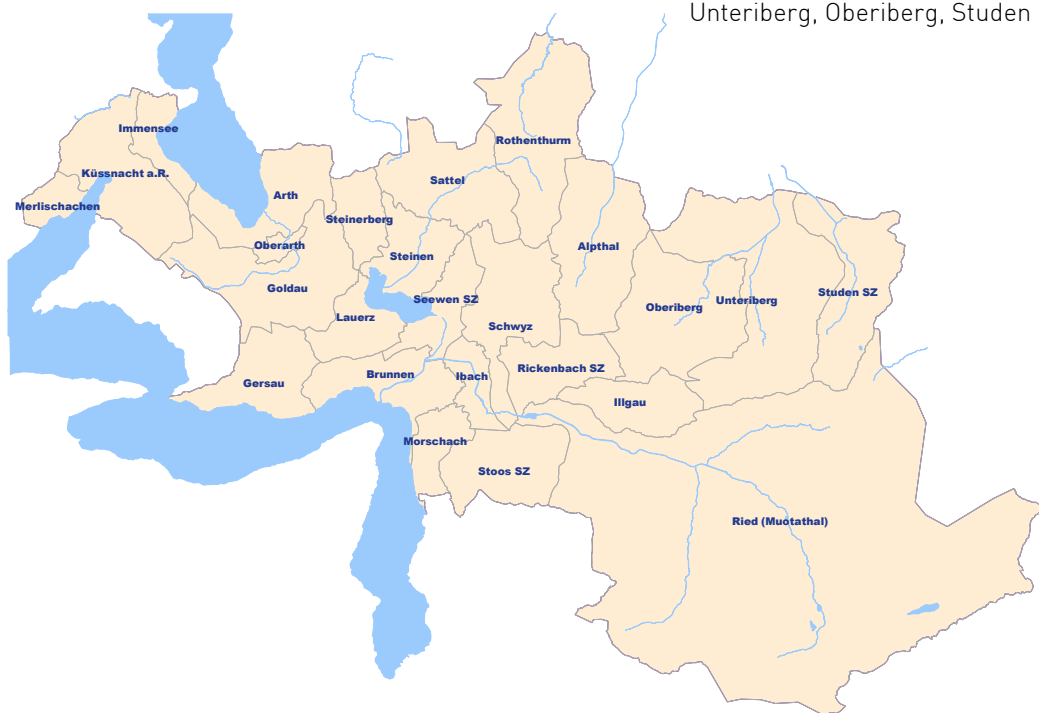 Unteriberg, Oberiberg, Studen
Immensee
Rothenthurm
Küssnacht a.R.
Sattel
Arth
Merlischachen
Steinerberg
Oberarth
Steinen
Alpthal
Goldau
Seewen SZ
Oberiberg
Unteriberg
Studen SZ
Lauerz
Schwyz
Rickenbach SZ
Brunnen
Ibach
Gersau
Illgau
Morschach
Stoos SZ
Ried (Muotathal)